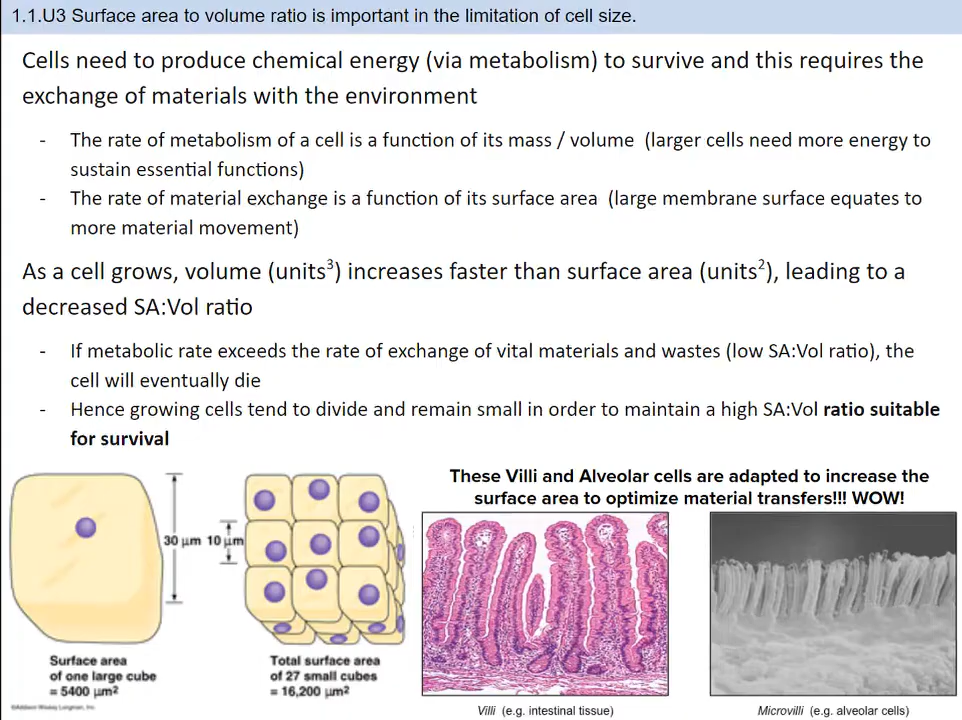 1.1.U3 Surface area to volume ratio is important in the limitation of cell size.
Cells need to produce chemical energy (via metabolism) to survive and this requires the
exchange of materials with the environment
- The rate of metabolism of a cell is a function of its mass / volume (larger cells need more energy to
sustain essential functions)
- The rate of material exchange is a function of its surface area (large membrane surface equates to
more material movement)
As a cell grows, volume (units³) increases faster than surface area (units²), leading to a
decreased SA:Vol ratio
- If metabolic rate exceeds the rate of exchange of vital materials and wastes (low SA:Vol ratio), the
cell will eventually die
- Hence growing cells tend to divide and remain small in order to maintain a high SA:Vol ratio suitable
for survival
These Villi and Alveolar cells are adapted to increase the
surface area to optimize material transfers!!! WOW!
30 μm 10 μm
Surface area
of one large cube
= 5400 μm²
Total surface area
of 27 small cubes
= 16,200 μm²
©Addison Wesley Longman, Inc.
Villi (e.g. intestinal tissue)
Microvilli (e.g. alveolar cells)